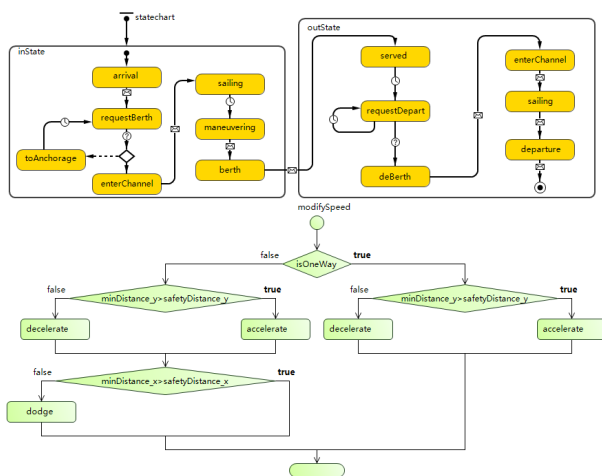 statechart
inState
arrival
requestBerth
toAnchorage
enterChannel
sailing
maneuvering
berth
outState
served
requestDepart
deBerth
enterChannel
sailing
departure
modifySpeed
false
isOneWay
true
false
minDistance_y>safetyDistance_y
true
false
minDistance_y>safetyDistance_y
true
decelerate
accelerate
decelerate
accelerate
false
minDistance_x>safetyDistance_x
true
dodge